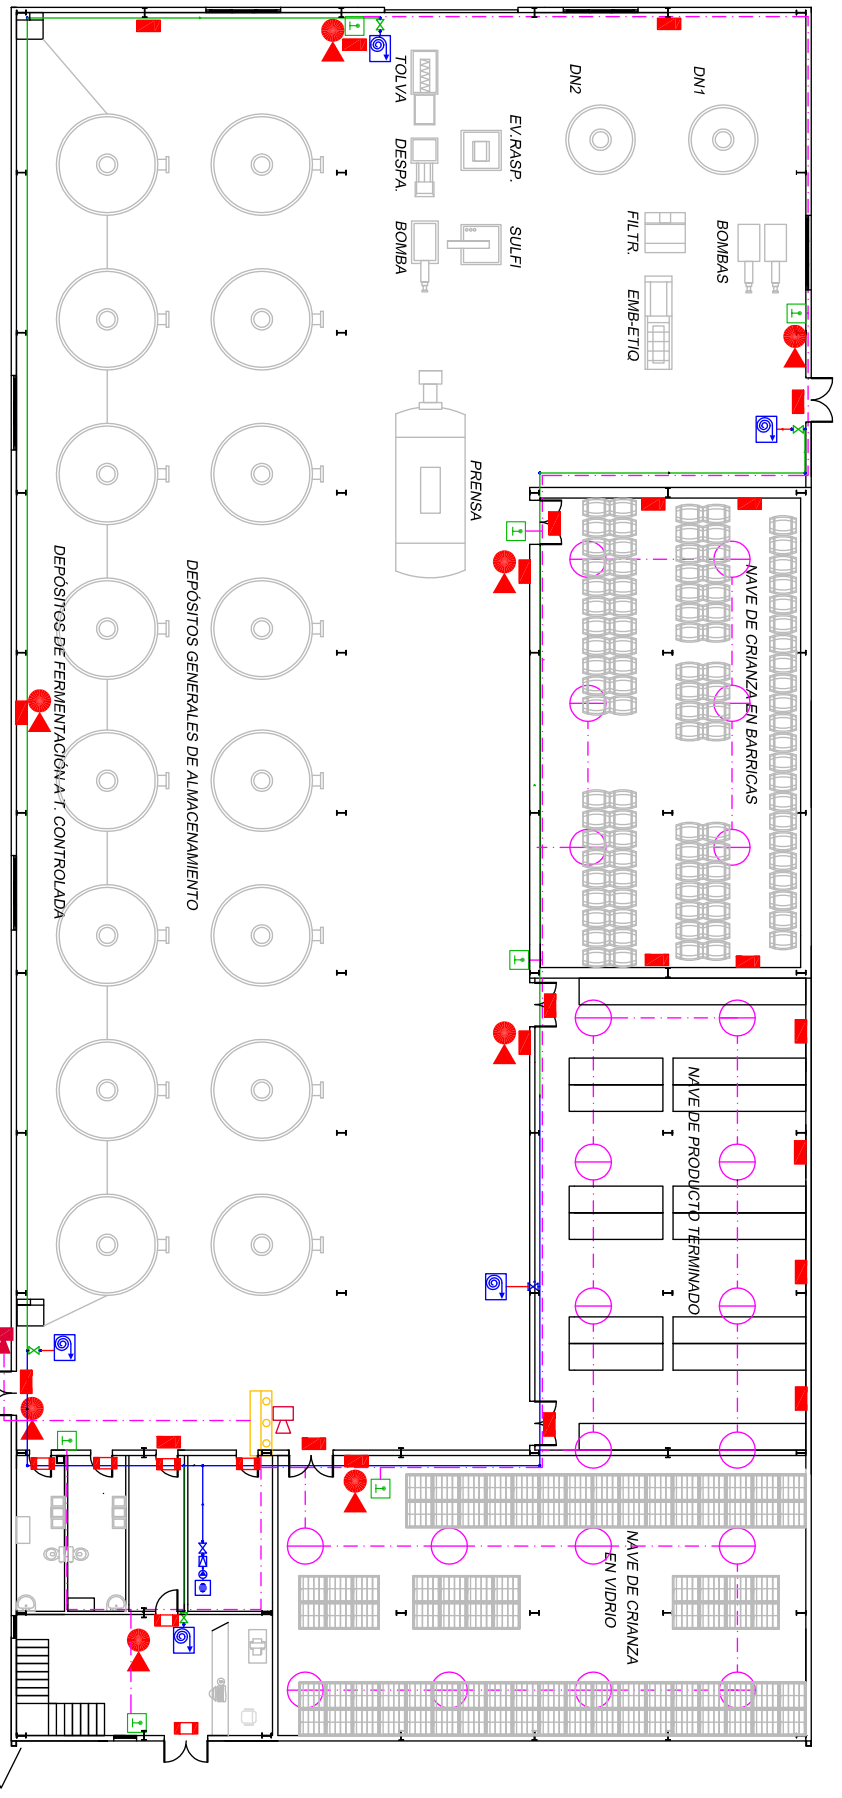 TOLVA
DESPA.
BOMBA
EV.RASP.
SULFI
DN2
DN1
FILTR.
EMB-ETIQ
BOMBAS
PRENSA
DEPÓSITOS DE FERMENTACIÓN A T. CONTROLADA
DEPÓSITOS GENERALES DE ALMACENAMIENTO
NAVE DE CRIANZA EN BARRICAS
NAVE DE PRODUCTO TERMINADO
NAVE DE CRIANZA
EN VIDRIO